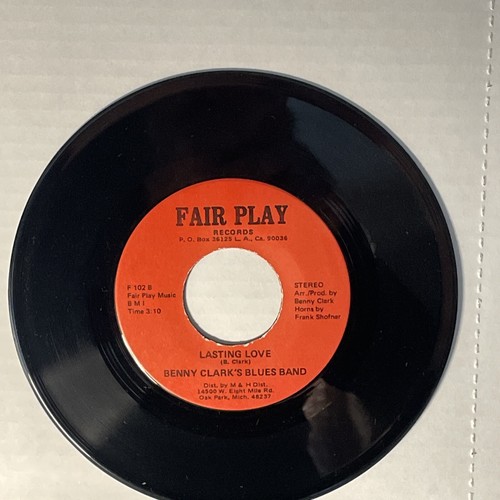 FAIR PLAY
RECORDS
P. O. Box 36125 L. A., Ca. 90036
F 102 B
Fair Play Music
B M I
Time 3:10
STEREO
Arr./Prod. by
Benny Clark
Horns by
Frank Shofner
LASTING LOVE
(B. Clark)
BENNY CLARK'S BLUES BAND
Dist. by M & H Dist.
14500 W. Eight Mile Rd.
Oak Park, Mich. 48237